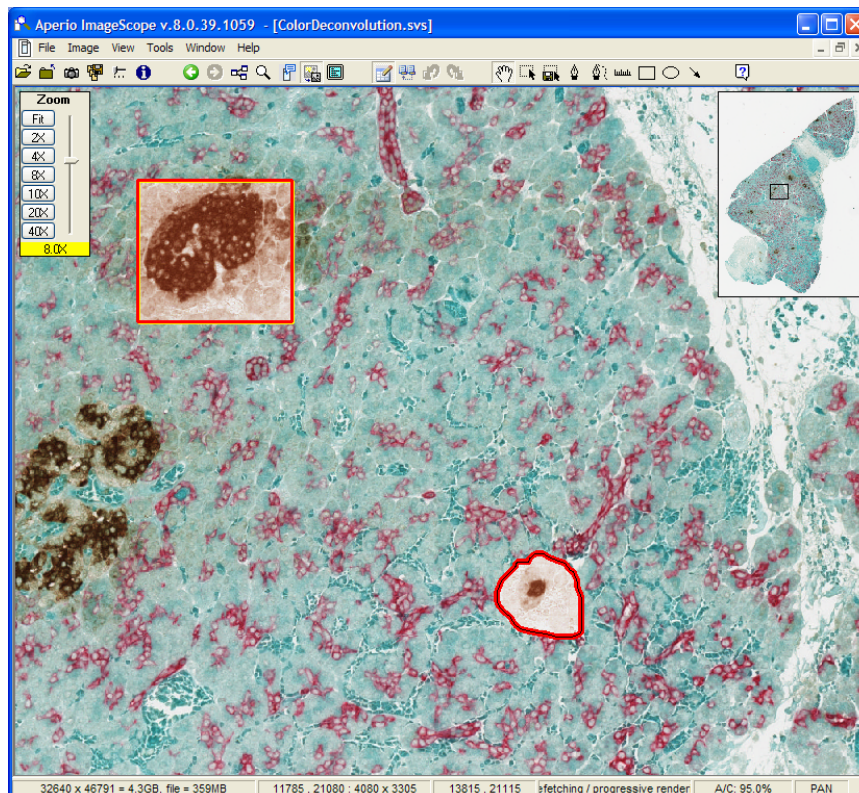 Aperio ImageScope v.8.0.39.1059 - [ColorDeconvolution.svs]
File Image View Tools Window Help
Zoom
Fit
2X
4X
8X
10X
20X
40X
8.0X
32640 x 46791 = 4.3GB, file = 359MB 11785 , 21080 : 4080 x 3305 13815 , 21115 efetching / progressive render A/C: 95.0% PAN